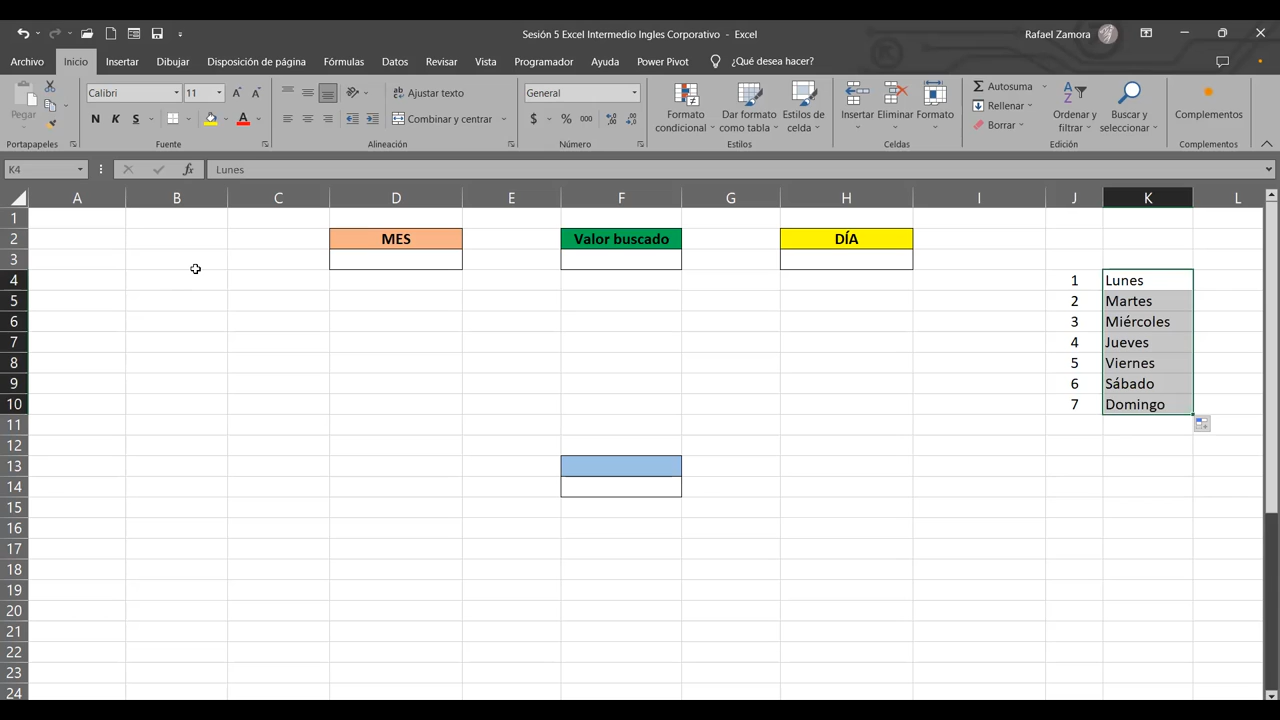 Sesión 5 Excel Intermedio Ingles Corporativo - Excel
Rafael Zamora
Archivo Inicio Insertar Dibujar Disposición de página Fórmulas Datos Revisar Vista Programador Ayuda Power Pivot ¿Qué desea hacer?
Pegar
Calibri 11
N K S
Ajustar texto
Combinar y centrar
General
$ % 000
Formato condicional
Dar formato como tabla
Estilos de celda
Insertar Eliminar Formato
Autosuma
Rellenar
Borrar
Ordenar y filtrar
Buscar y seleccionar
Complementos
Portapapeles Fuente Alineación Número Estilos Celdas Edición Complementos
K4 fx Lunes
A B C D E F G H I J K L
1
2 MES Valor buscado DÍA
3
4 1 Lunes
5 2 Martes
6 3 Miércoles
7 4 Jueves
8 5 Viernes
9 6 Sábado
10 7 Domingo
11
12
13
14
15
16
17
18
19
20
21
22
23
24